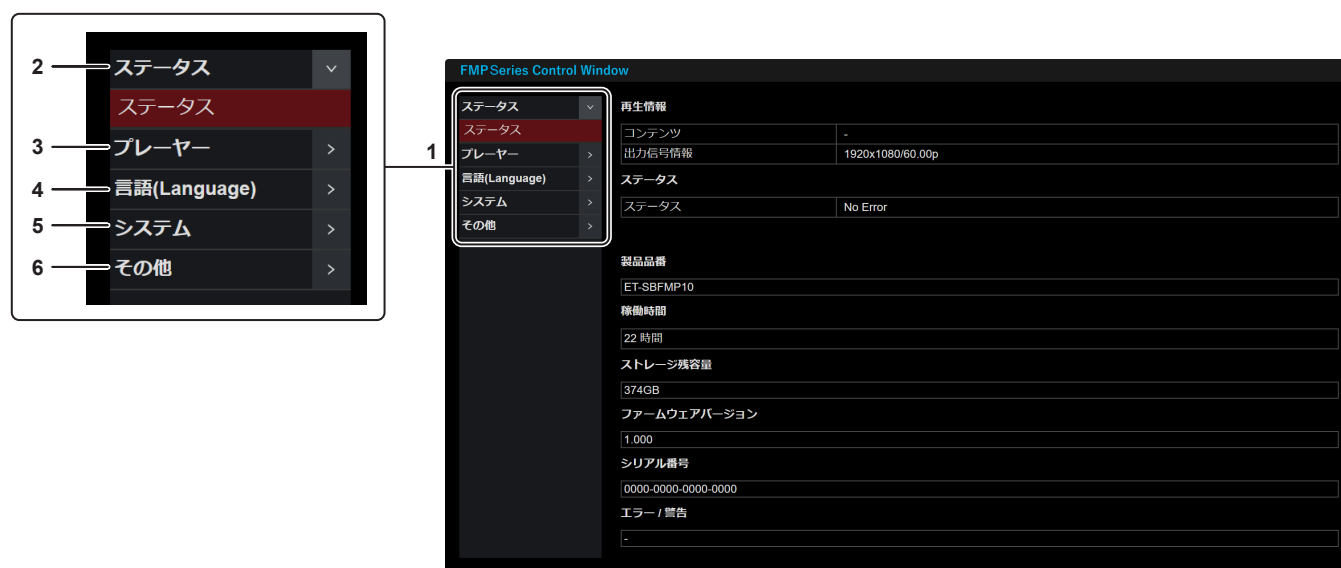 2 ステータス
ステータス
3 プレーヤー
4 言語(Language)
5 システム
6 その他
1
FMP Series Control Window
ステータス
ステータス
プレーヤー
言語(Language)
システム
その他
再生情報
コンテンツ -
出力信号情報 1920x1080/60.00p
ステータス
ステータス No Error
製品品番
ET-SBFMP10
稼働時間
22 時間
ストレージ残容量
374GB
ファームウェアバージョン
1.000
シリアル番号
0000-0000-0000-0000
エラー / 警告
-